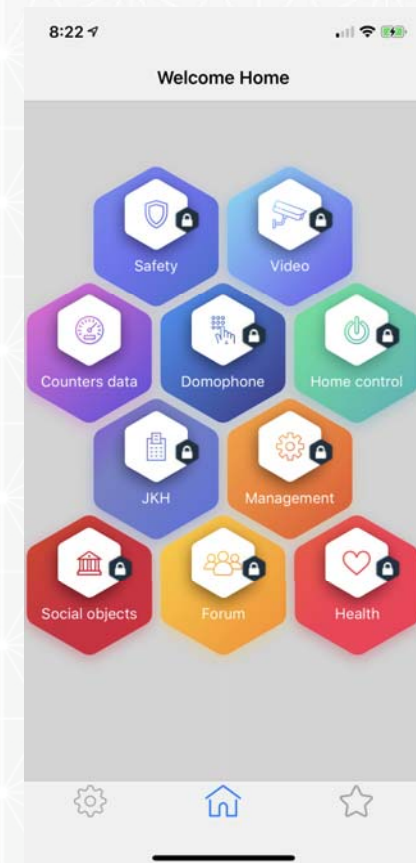 8:22
Welcome Home
Safety
Video
Counters data
Domophone
Home control
JKH
Management
Social objects
Forum
Health